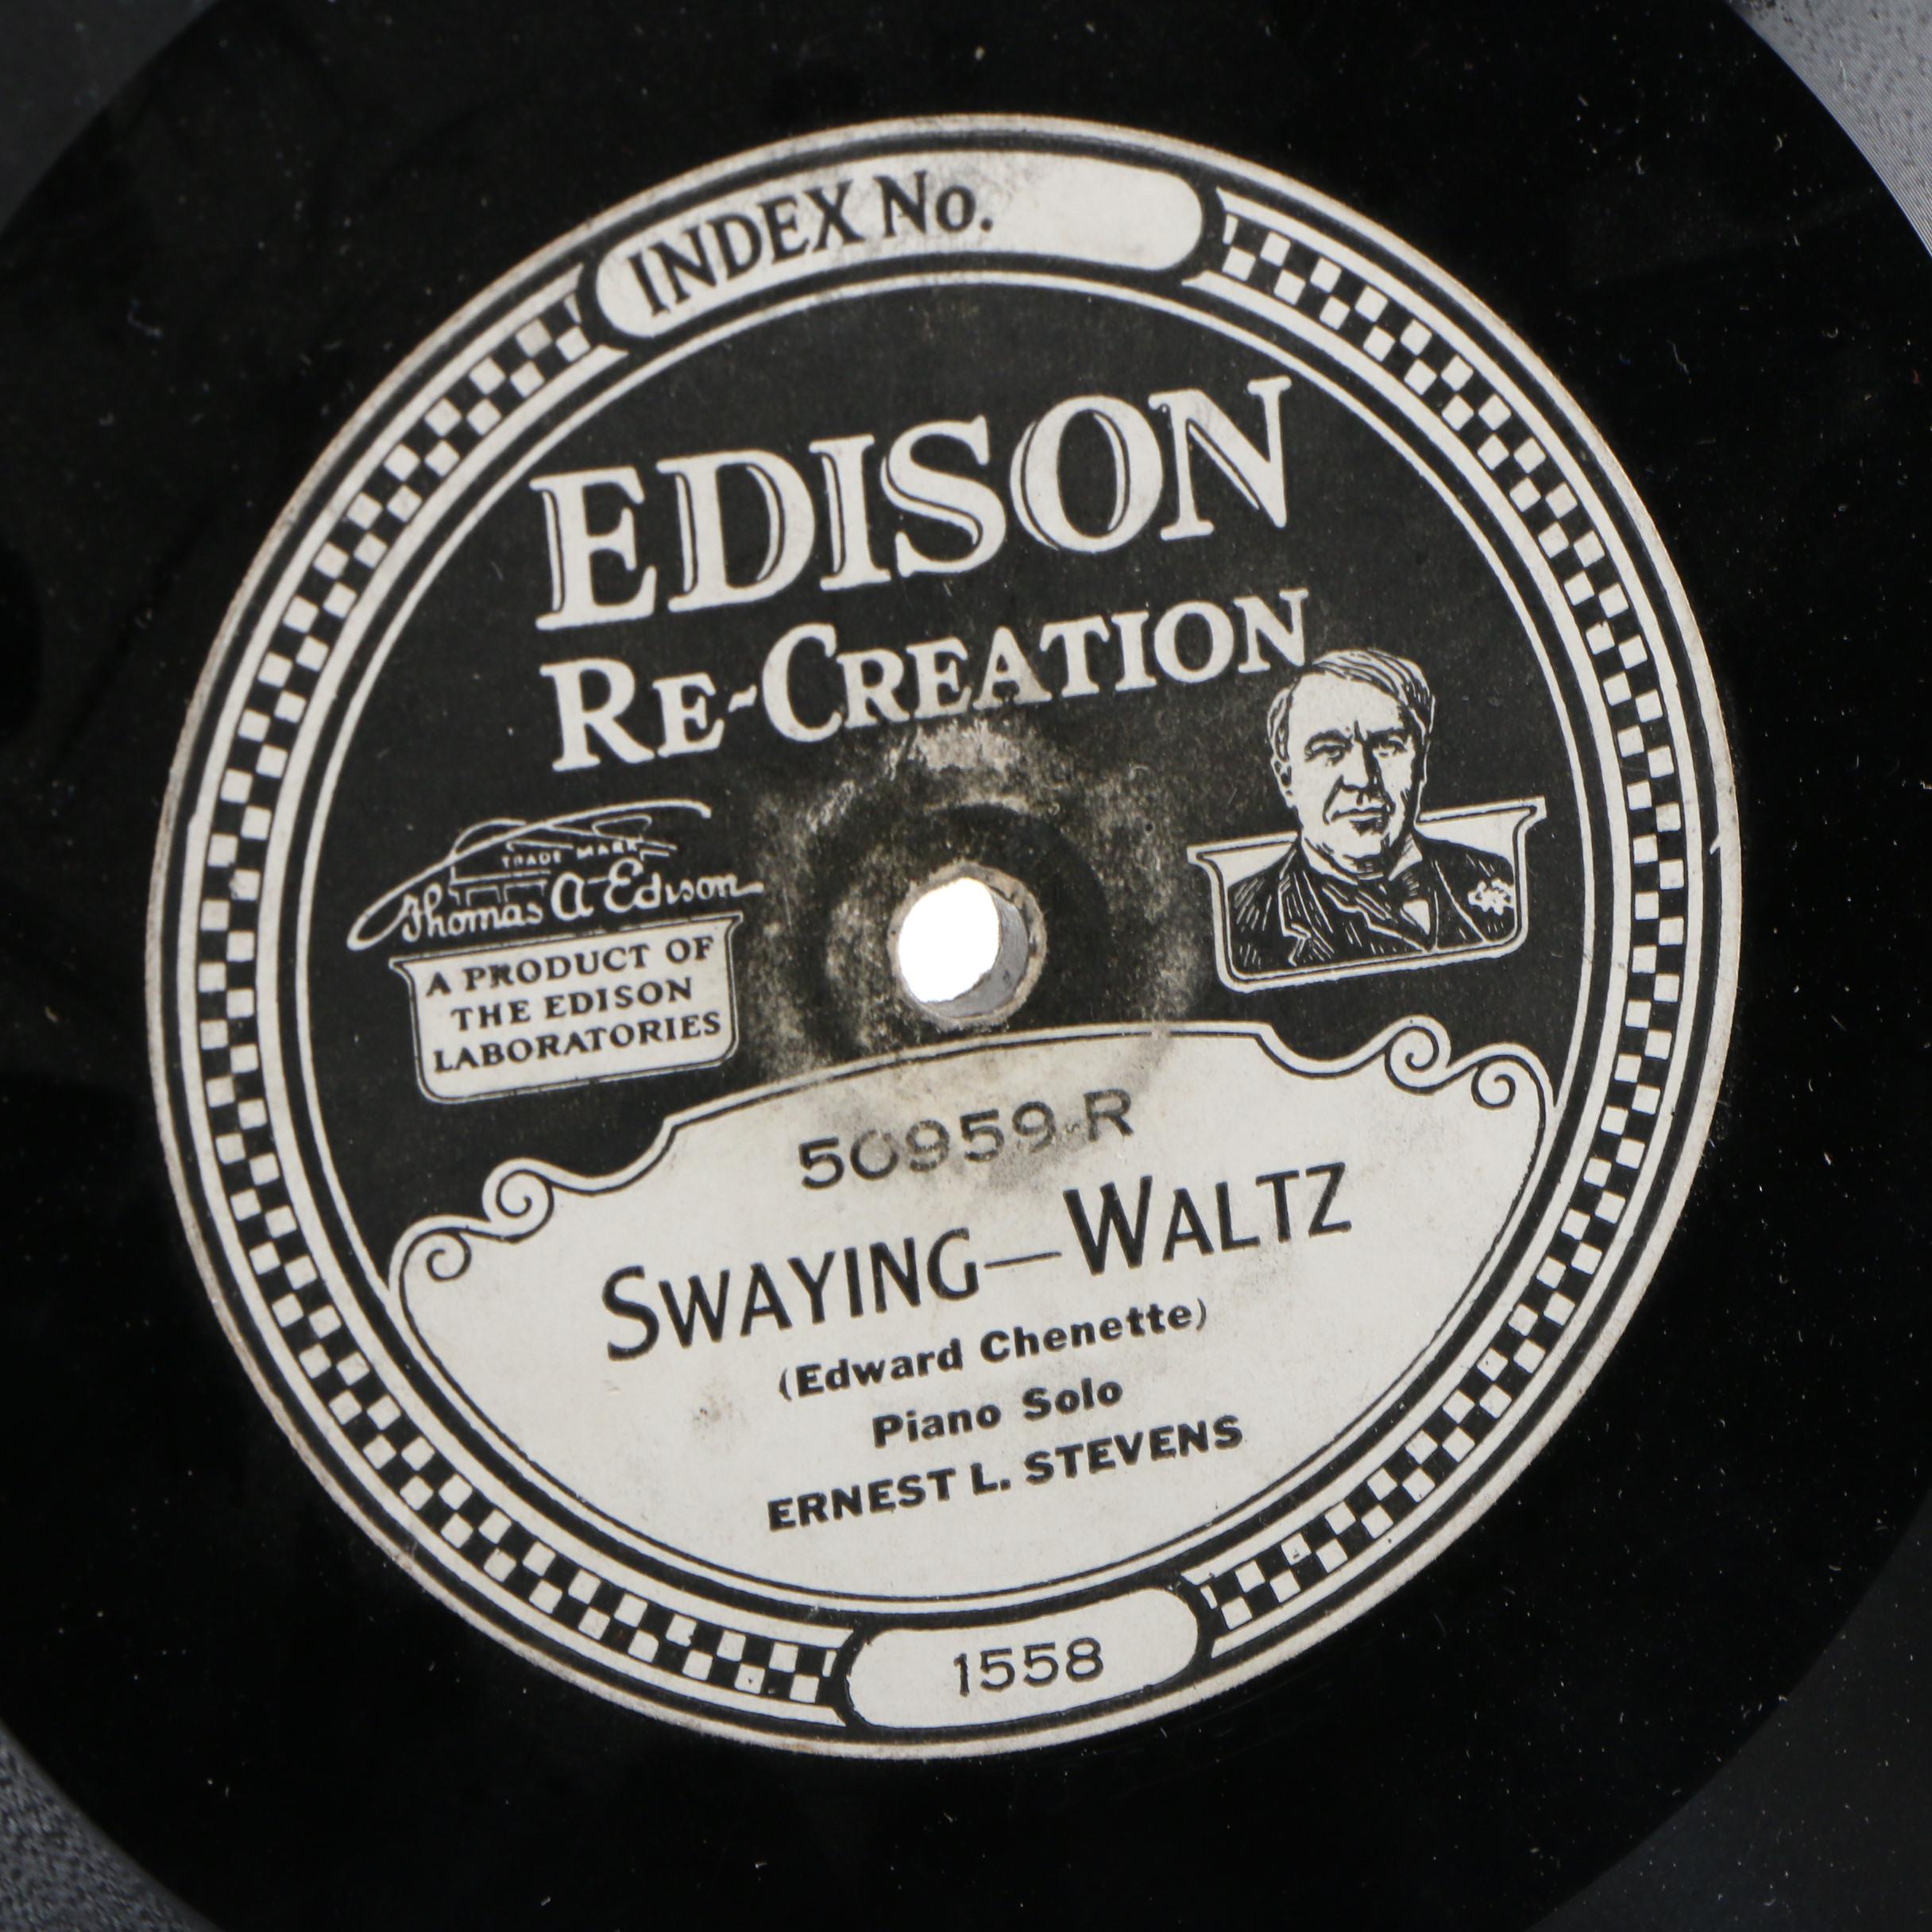 INDEX No.
EDISON
RE-CREATION
TRADE MARK
Thomas A Edison
A PRODUCT OF
THE EDISON
LABORATORIES
50959-R
SWAYING—WALTZ
(Edward Chenette)
Piano Solo
ERNEST L. STEVENS
1558